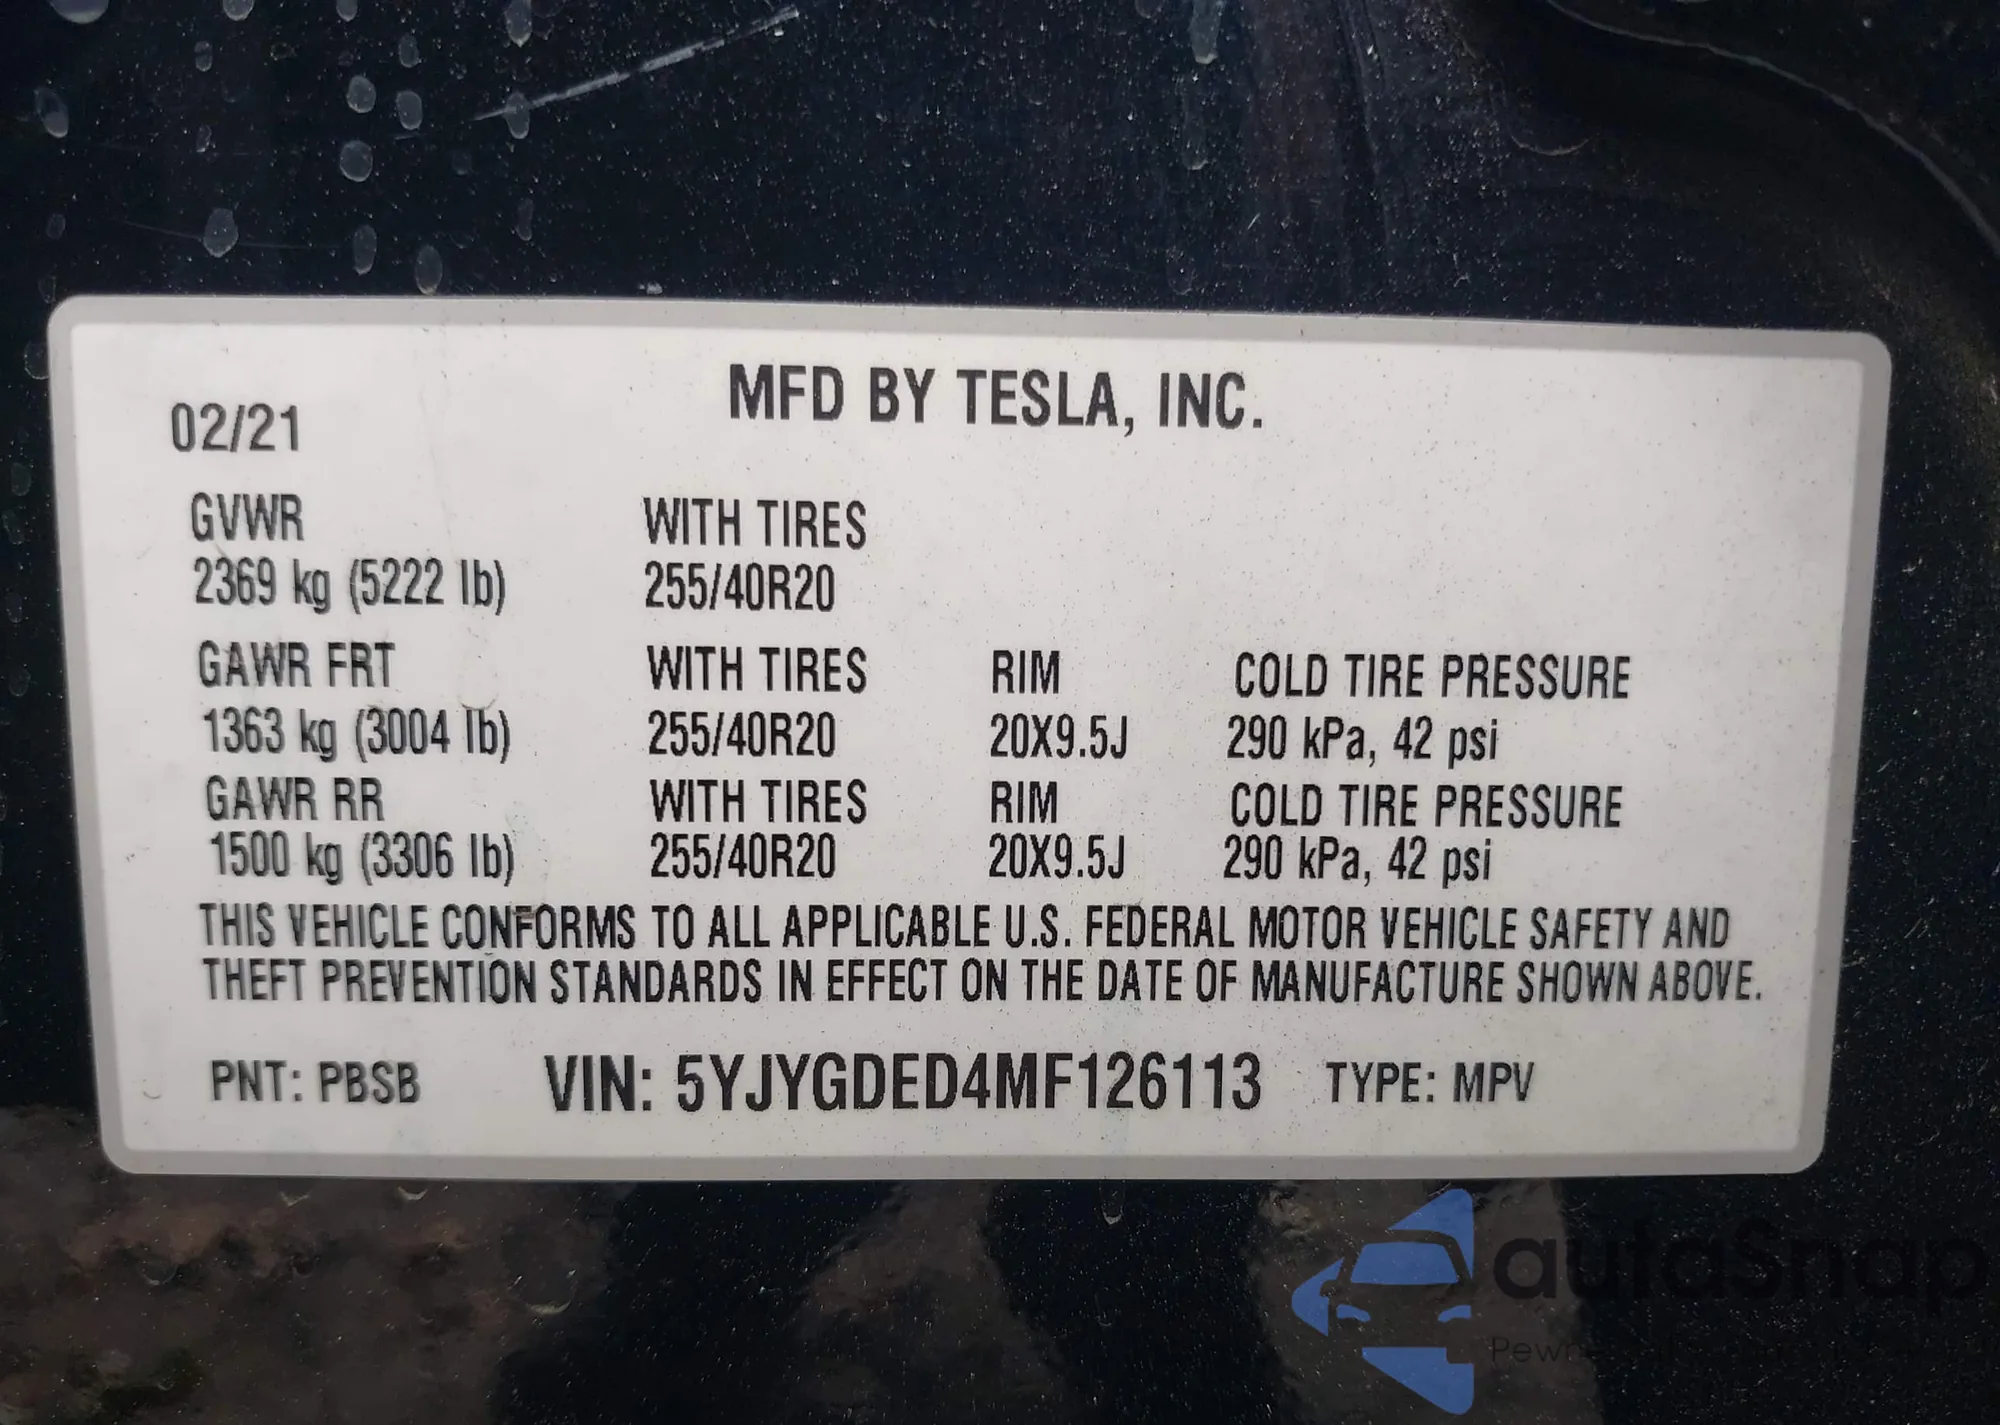 MFD BY TESLA, INC.
02/21
GVWR WITH TIRES
2369 kg (5222 lb) 255/40R20
GAWR FRT WITH TIRES RIM COLD TIRE PRESSURE
1363 kg (3004 lb) 255/40R20 20X9.5J 290 kPa, 42 psi
GAWR RR WITH TIRES RIM COLD TIRE PRESSURE
1500 kg (3306 lb) 255/40R20 20X9.5J 290 kPa, 42 psi
THIS VEHICLE CONFORMS TO ALL APPLICABLE U.S. FEDERAL MOTOR VEHICLE SAFETY AND
THEFT PREVENTION STANDARDS IN EFFECT ON THE DATE OF MANUFACTURE SHOWN ABOVE.
PNT: PBSB VIN: 5YJYGDED4MF126113 TYPE: MPV
autoSnap